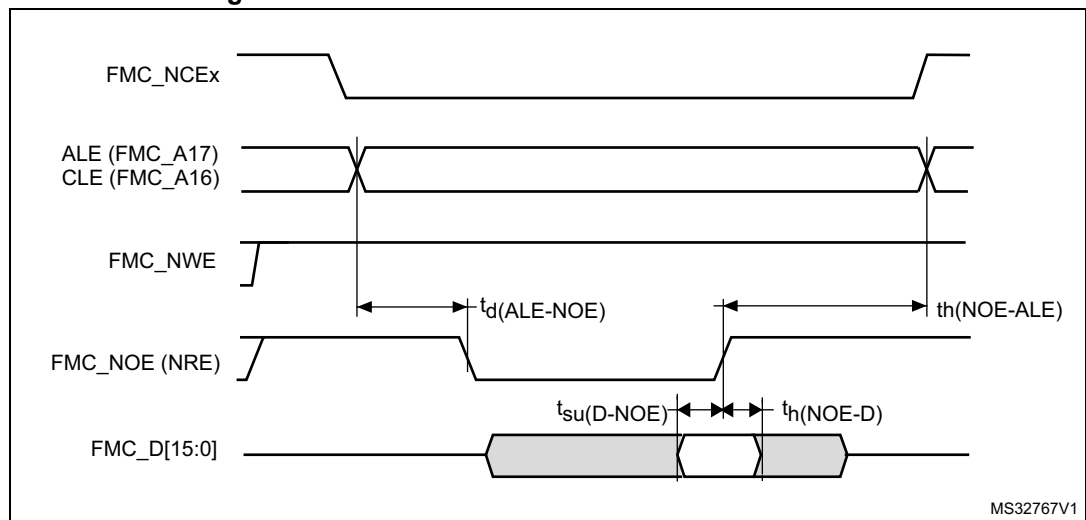 FMC_NCEx
ALE (FMC_A17)
CLE (FMC_A16)
FMC_NWE
td(ALE-NOE)
th(NOE-ALE)
FMC_NOE (NRE)
tsu(D-NOE)
th(NOE-D)
FMC_D[15:0]
MS32767V1